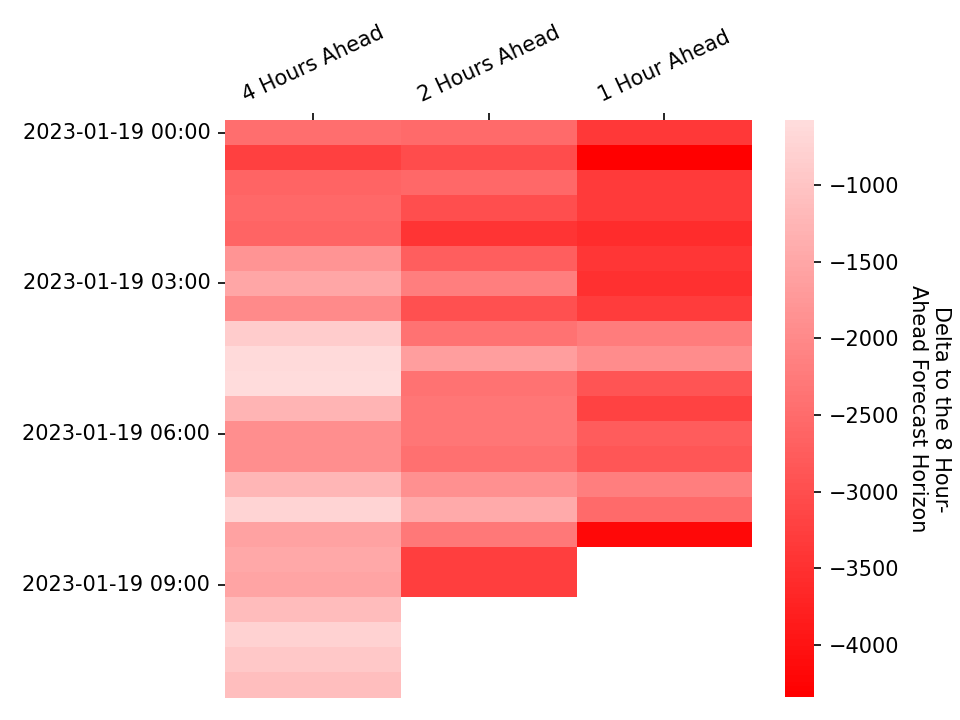 4 Hours Ahead
2 Hours Ahead
1 Hour Ahead
2023-01-19 00:00
2023-01-19 03:00
2023-01-19 06:00
2023-01-19 09:00
−1000
−1500
−2000
−2500
−3000
−3500
−4000
Delta to the 8 Hour-
Ahead Forecast Horizon